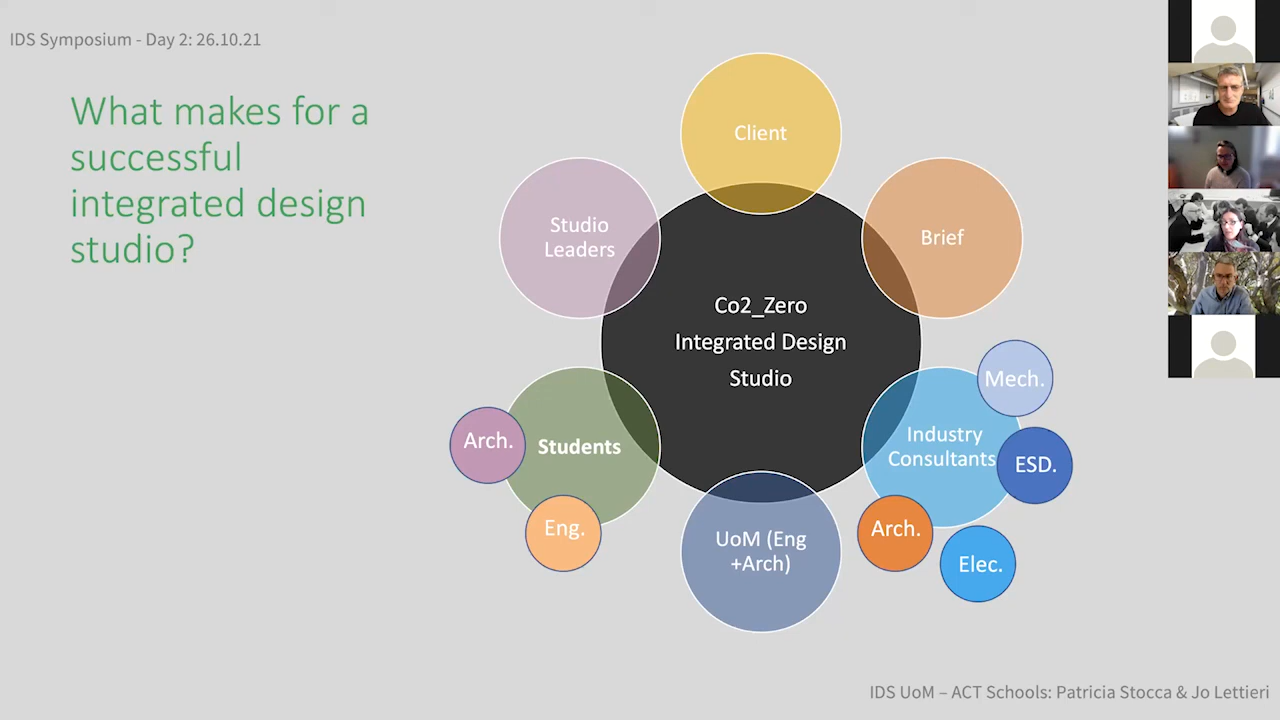 IDS Symposium - Day 2: 26.10.21
What makes for a
successful
integrated design
studio?
Client
Studio
Leaders
Brief
Co2_Zero
Integrated Design
Studio
Mech.
Industry
Consultants
ESD.
Arch.
Students
Eng.
UoM (Eng
+Arch)
Arch.
Elec.
IDS UoM – ACT Schools: Patricia Stocca & Jo Lettieri